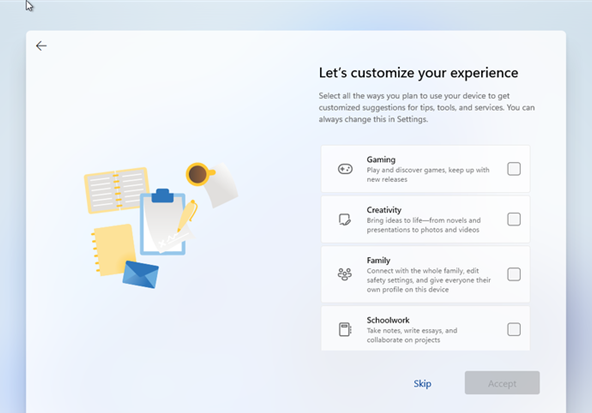 Let's customize your experience
Select all the ways you plan to use your device to get
customized suggestions for tips, tools, and services. You can
always change this in Settings.
Gaming
Play and discover games, keep up with
new releases
Creativity
Bring ideas to life—from novels and
presentations to photos and videos
Family
Connect with the whole family, edit
safety settings, and give everyone their
own profile on this device
Schoolwork
Take notes, write essays, and
collaborate on projects
Skip
Accept